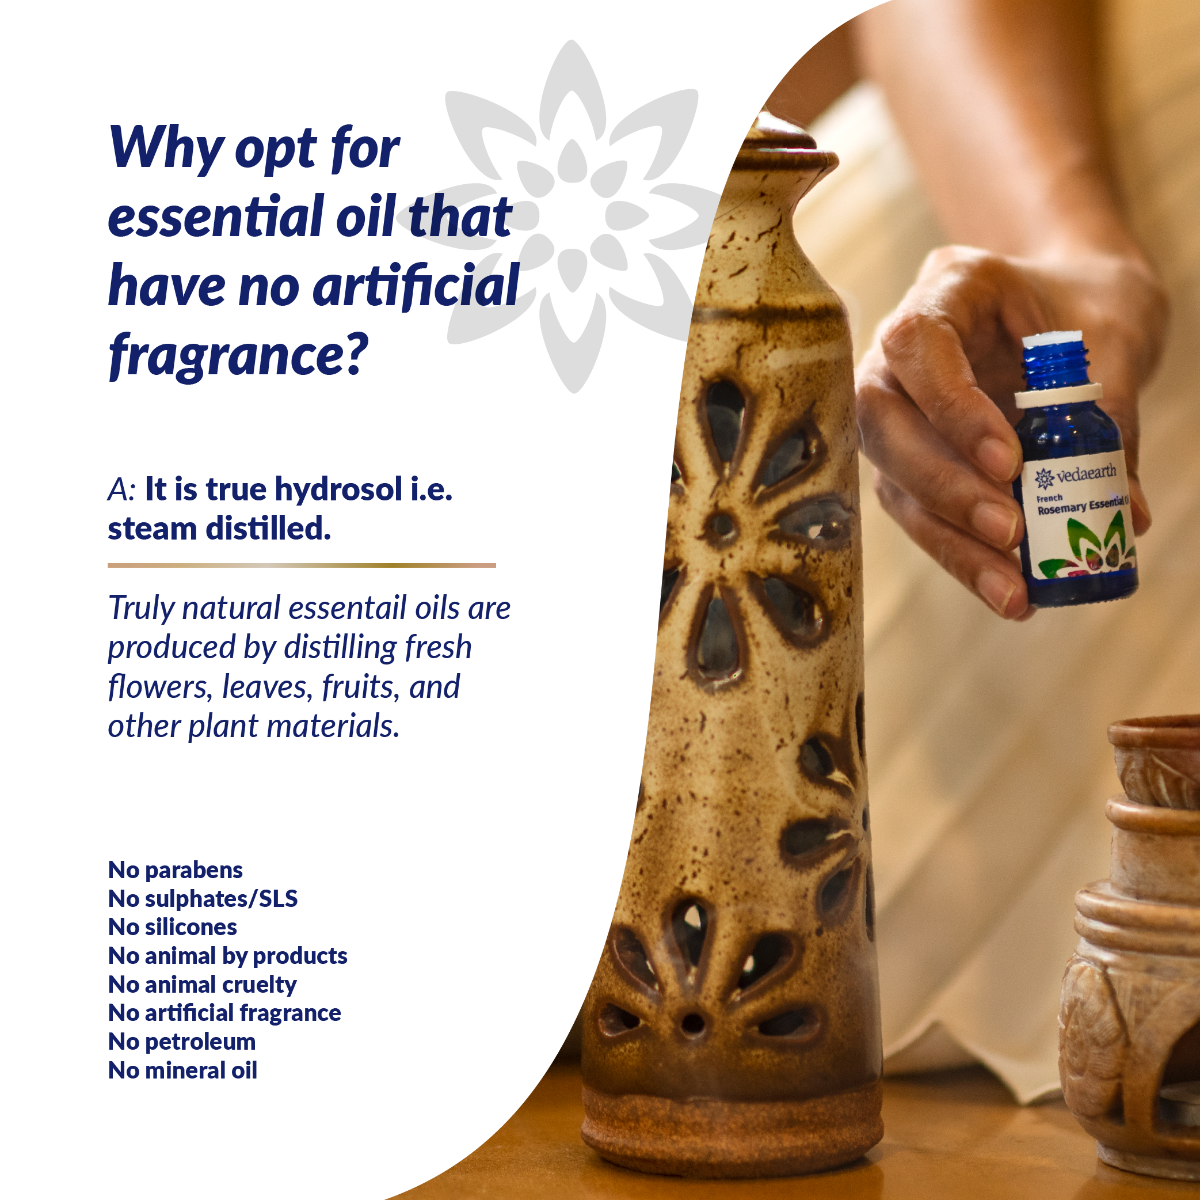 Why opt for
essential oil that
have no artificial
fragrance?
A: It is true hydrosol i.e.
steam distilled.
Truly natural essentail oils are
produced by distilling fresh
flowers, leaves, fruits, and
other plant materials.
No parabens
No sulphates/SLS
No silicones
No animal by products
No animal cruelty
No artificial fragrance
No petroleum
No mineral oil
vedaearth
French
Rosemary Essential